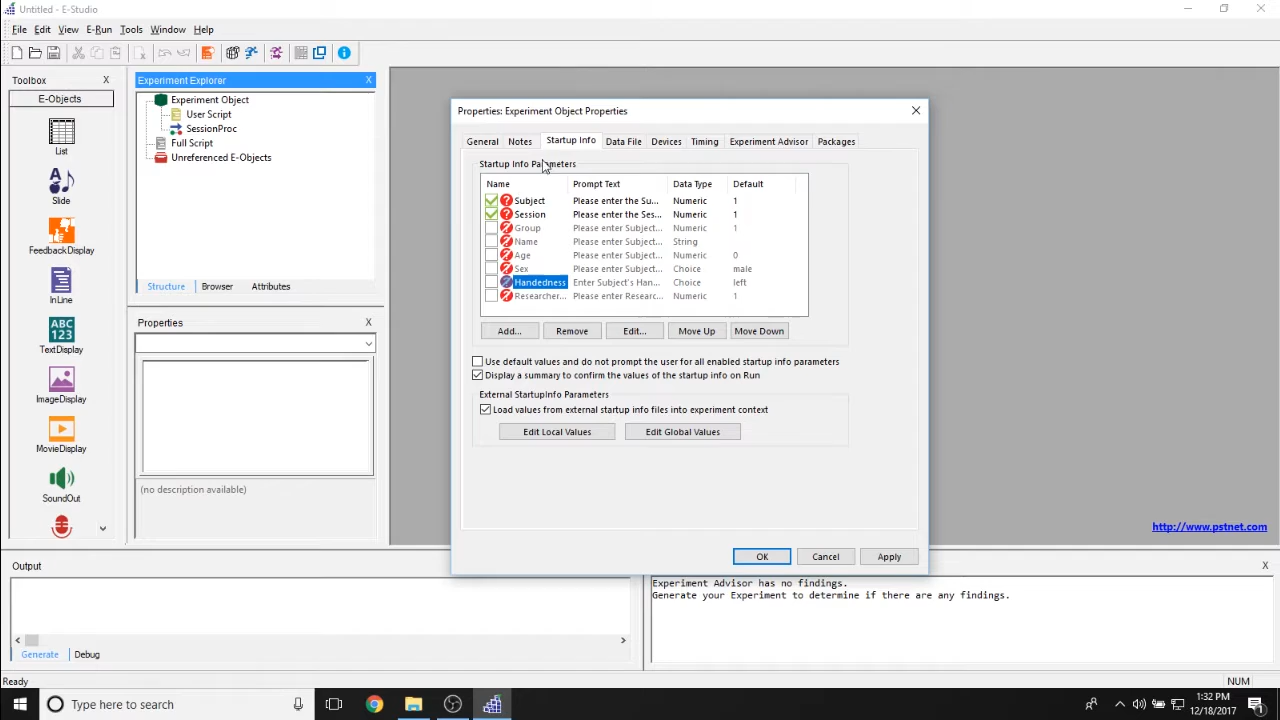 Untitled - E-Studio
File Edit View E-Run Tools Window Help
Toolbox
E-Objects
List
Slide
FeedbackDisplay
InLine
ABC
123
TextDisplay
ImageDisplay
MovieDisplay
SoundOut
Experiment Explorer
Experiment Object
User Script
SessionProc
Full Script
Unreferenced E-Objects
Structure Browser Attributes
Properties
(no description available)
Properties: Experiment Object Properties
General Notes Startup Info Data File Devices Timing Experiment Advisor Packages
Startup Info Parameters
Name Prompt Text Data Type Default
Subject Please enter the Su... Numeric 1
Session Please enter the Ses... Numeric 1
Group Please enter Subject... Numeric 1
Name Please enter Subject... String
Age Please enter Subject... Numeric 0
Sex Please enter Subject... Choice male
Handedness Enter Subject's Han... Choice left
Researcher... Please enter Researc... Numeric 1
Add... Remove Edit... Move Up Move Down
Use default values and do not prompt the user for all enabled startup info parameters
Display a summary to confirm the values of the startup info on Run
External StartupInfo Parameters
Load values from external startup info files into experiment context
Edit Local Values Edit Global Values
OK Cancel Apply
http://www.pstnet.com
Output
Generate Debug
Experiment Advisor has no findings.
Generate your Experiment to determine if there are any findings.
Ready
NUM
Type here to search
1:32 PM
12/18/2017